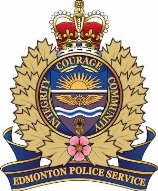 INTEGRITY
COURAGE
COMMUNITY
EDMONTON POLICE SERVICE